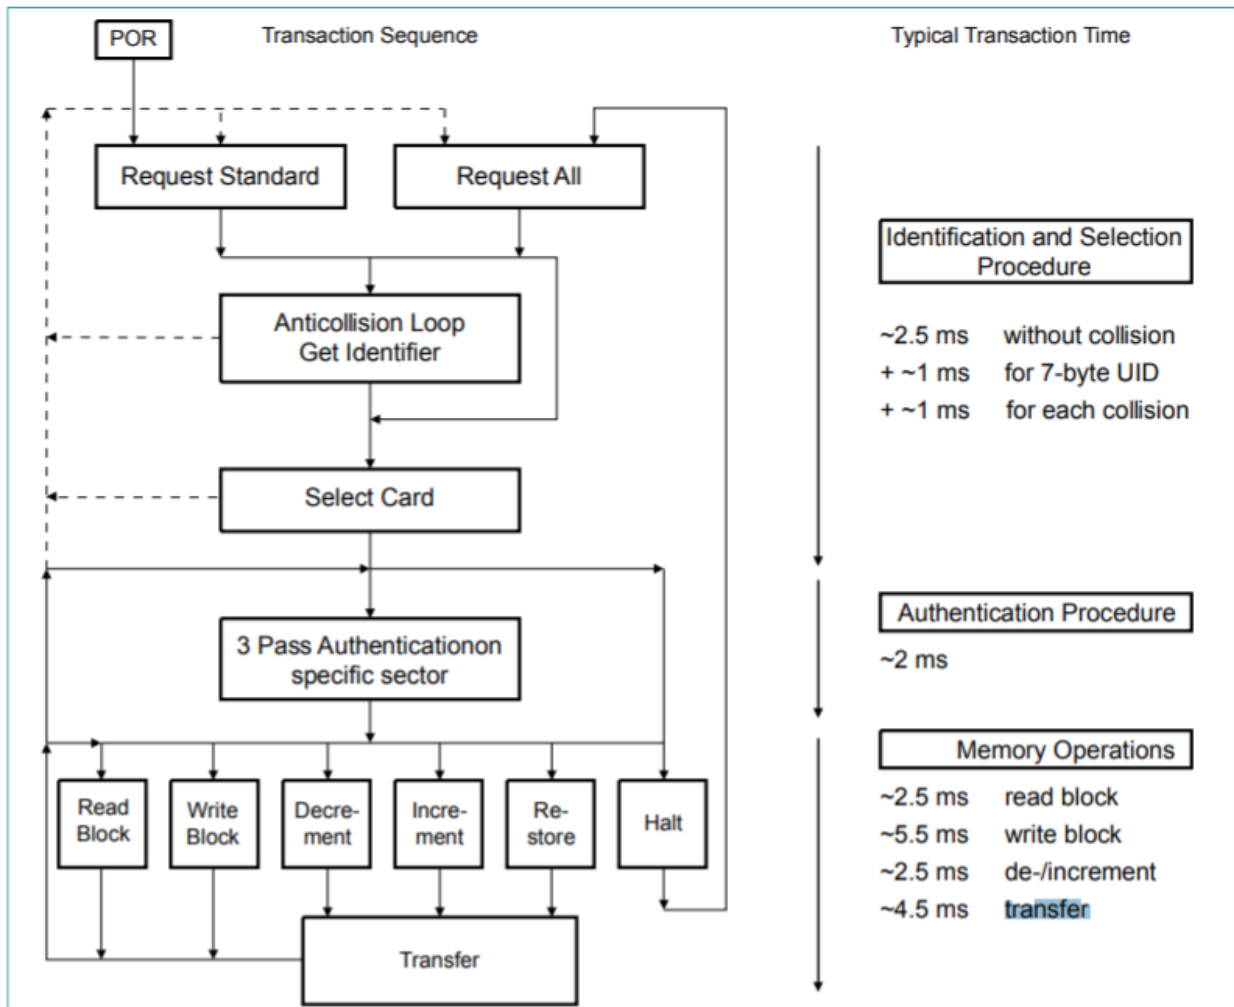 POR
Transaction Sequence
Typical Transaction Time
Request Standard
Request All
Identification and Selection
Procedure
Anticollision Loop
Get Identifier
~2.5 ms without collision
+ ~1 ms for 7-byte UID
+ ~1 ms for each collision
Select Card
3 Pass Authenticationon
specific sector
Authentication Procedure
~2 ms
Memory Operations
Read
Block
Write
Block
Decre-
ment
Incre-
ment
Re-
store
Halt
~2.5 ms read block
~5.5 ms write block
~2.5 ms de-/increment
~4.5 ms transfer
Transfer